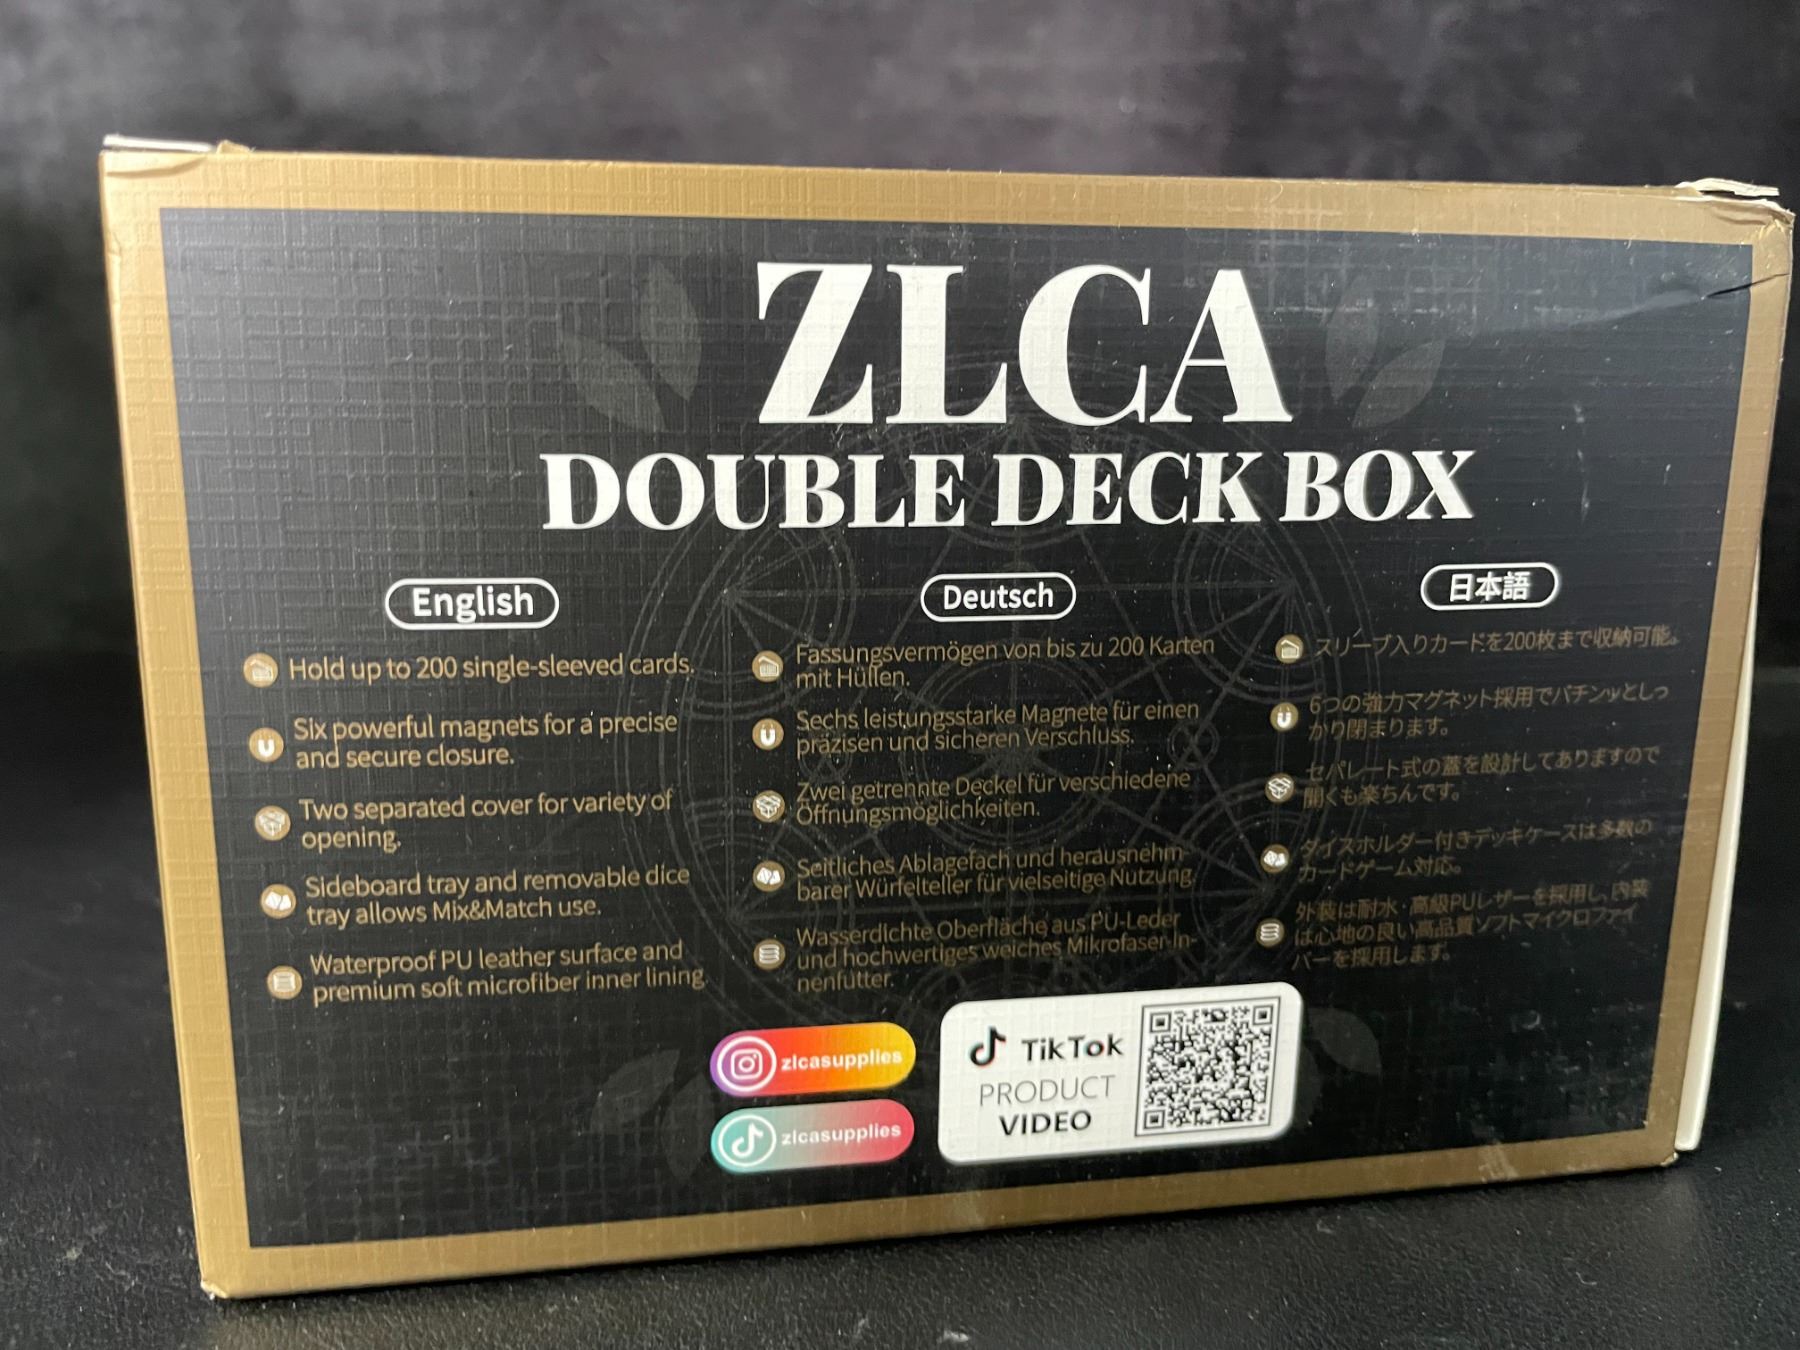 ZLCA
DOUBLE DECK BOX
English
Hold up to 200 single-sleeved cards.
Six powerful magnets for a precise
and secure closure.
Two separated cover for variety of
opening.
Sideboard tray and removable dice
tray allows Mix&Match use.
Waterproof PU leather surface and
premium soft microfiber inner lining.
Deutsch
Fassungsvermögen von bis zu 200 Karten
mit Hüllen.
Sechs leistungsstarke Magnete für einen
präzisen und sicheren Verschluss.
Zwei getrennte Deckel für verschiedene
Öffnungsmöglichkeiten.
Seitliches Ablagefach und herausnehm-
barer Würfelteller für vielseitige Nutzung.
Wasserdichte Oberfläche aus PU-Leder
und hochwertiges weiches Mikrofaser-In-
nenfutter.
日本語
スリーブ入りカードを200枚まで収納可能。
6つの強力マグネット採用でパチンッとしっ
かり閉まります。
セパレート式の蓋を設計してありますので
開くも楽ちんです。
ダイスホルダー付きデッキケースは多数の
カードゲーム対応。
外装は耐水・高級PUレザーを採用し、内装
は心地の良い高品質ソフトマイクロファイ
バーを採用します。
zlcasupplies
zlcasupplies
TikTok
PRODUCT
VIDEO